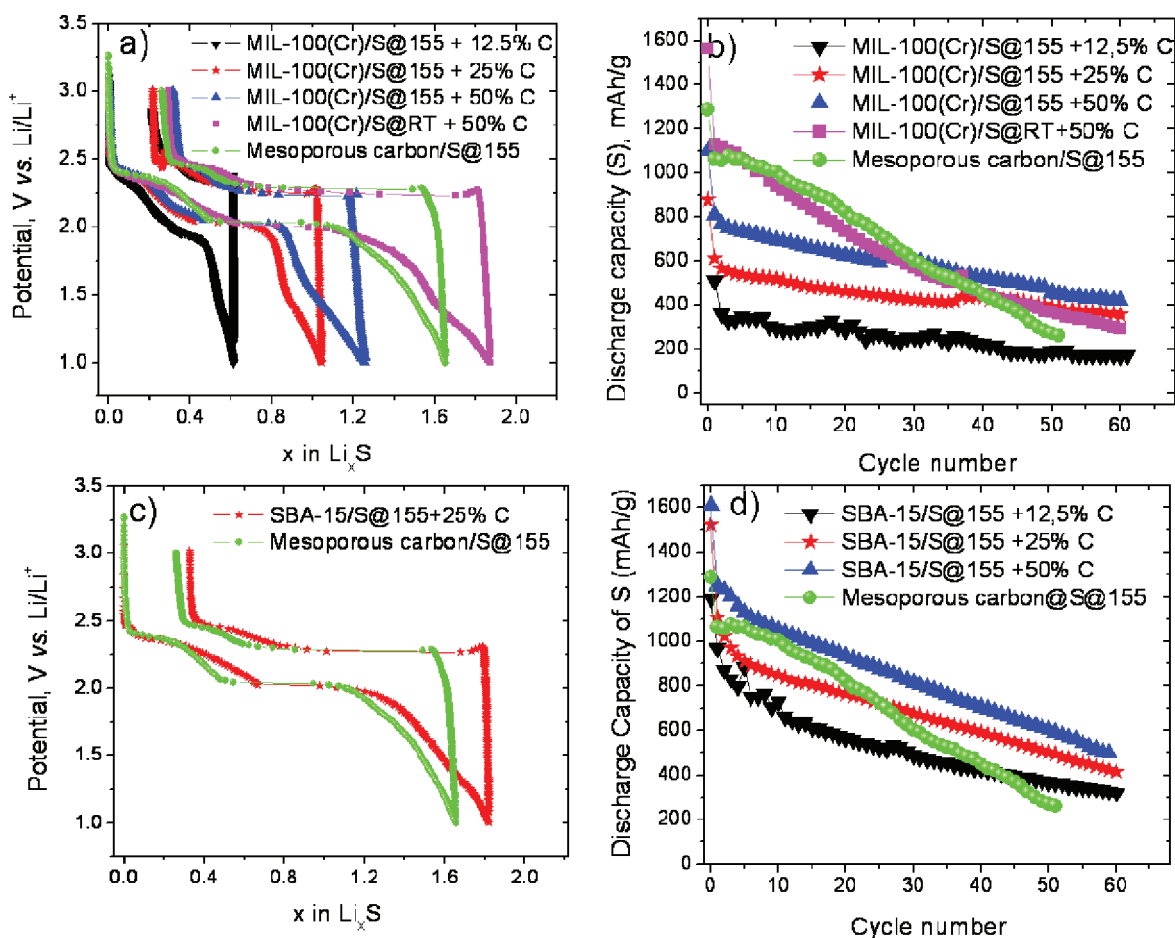 a)
MIL-100(Cr)/S@155 + 12.5% C
MIL-100(Cr)/S@155 + 25% C
MIL-100(Cr)/S@155 + 50% C
MIL-100(Cr)/S@RT + 50% C
Mesoporous carbon/S@155
3.5
3.0
2.5
2.0
1.5
1.0
Potential, V vs. Li/Li⁺
0.0 0.4 0.8 1.2 1.6 2.0
x in LiₓS
b)
MIL-100(Cr)/S@155 +12,5% C
MIL-100(Cr)/S@155 +25% C
MIL-100(Cr)/S@155 +50% C
MIL-100(Cr)/S@RT+50% C
Mesoporous carbon/S@155
1600
1400
1200
1000
800
600
400
200
0
Discharge capacity (S), mAh/g
0 10 20 30 40 50 60
Cycle number
c)
SBA-15/S@155+25% C
Mesoporous carbon/S@155
3.5
3.0
2.5
2.0
1.5
1.0
Potential, V vs. Li/Li⁺
0.0 0.4 0.8 1.2 1.6 2.0
x in LiₓS
d)
SBA-15/S@155 +12,5% C
SBA-15/S@155 +25% C
SBA-15/S@155 +50% C
Mesoporous carbon@S@155
1600
1400
1200
1000
800
600
400
200
0
Discharge Capacity of S (mAh/g)
0 10 20 30 40 50 60
Cycle number